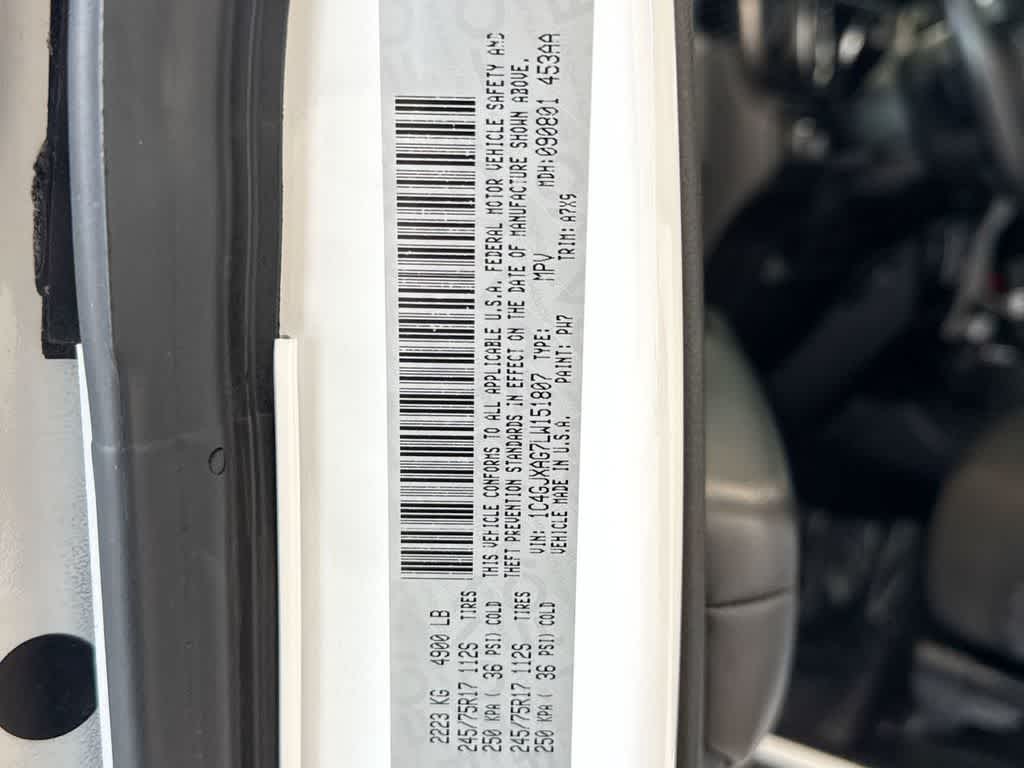 2223 KG 4900 LB
245/75R17 112S TIRES
250 KPA ( 36 PSI) COLD
245/75R17 112S TIRES
250 KPA ( 36 PSI) COLD
THIS VEHICLE CONFORMS TO ALL APPLICABLE U.S.A. FEDERAL MOTOR VEHICLE SAFETY AND
THEFT PREVENTION STANDARDS IN EFFECT ON THE DATE OF MANUFACTURE SHOWN ABOVE.
VIN: 1C4GJXAG7LW151807 TYPE: MPV MDH:090801 453AA
VEHICLE MADE IN U.S.A. PAINT: PW7 TRIM: A7X9